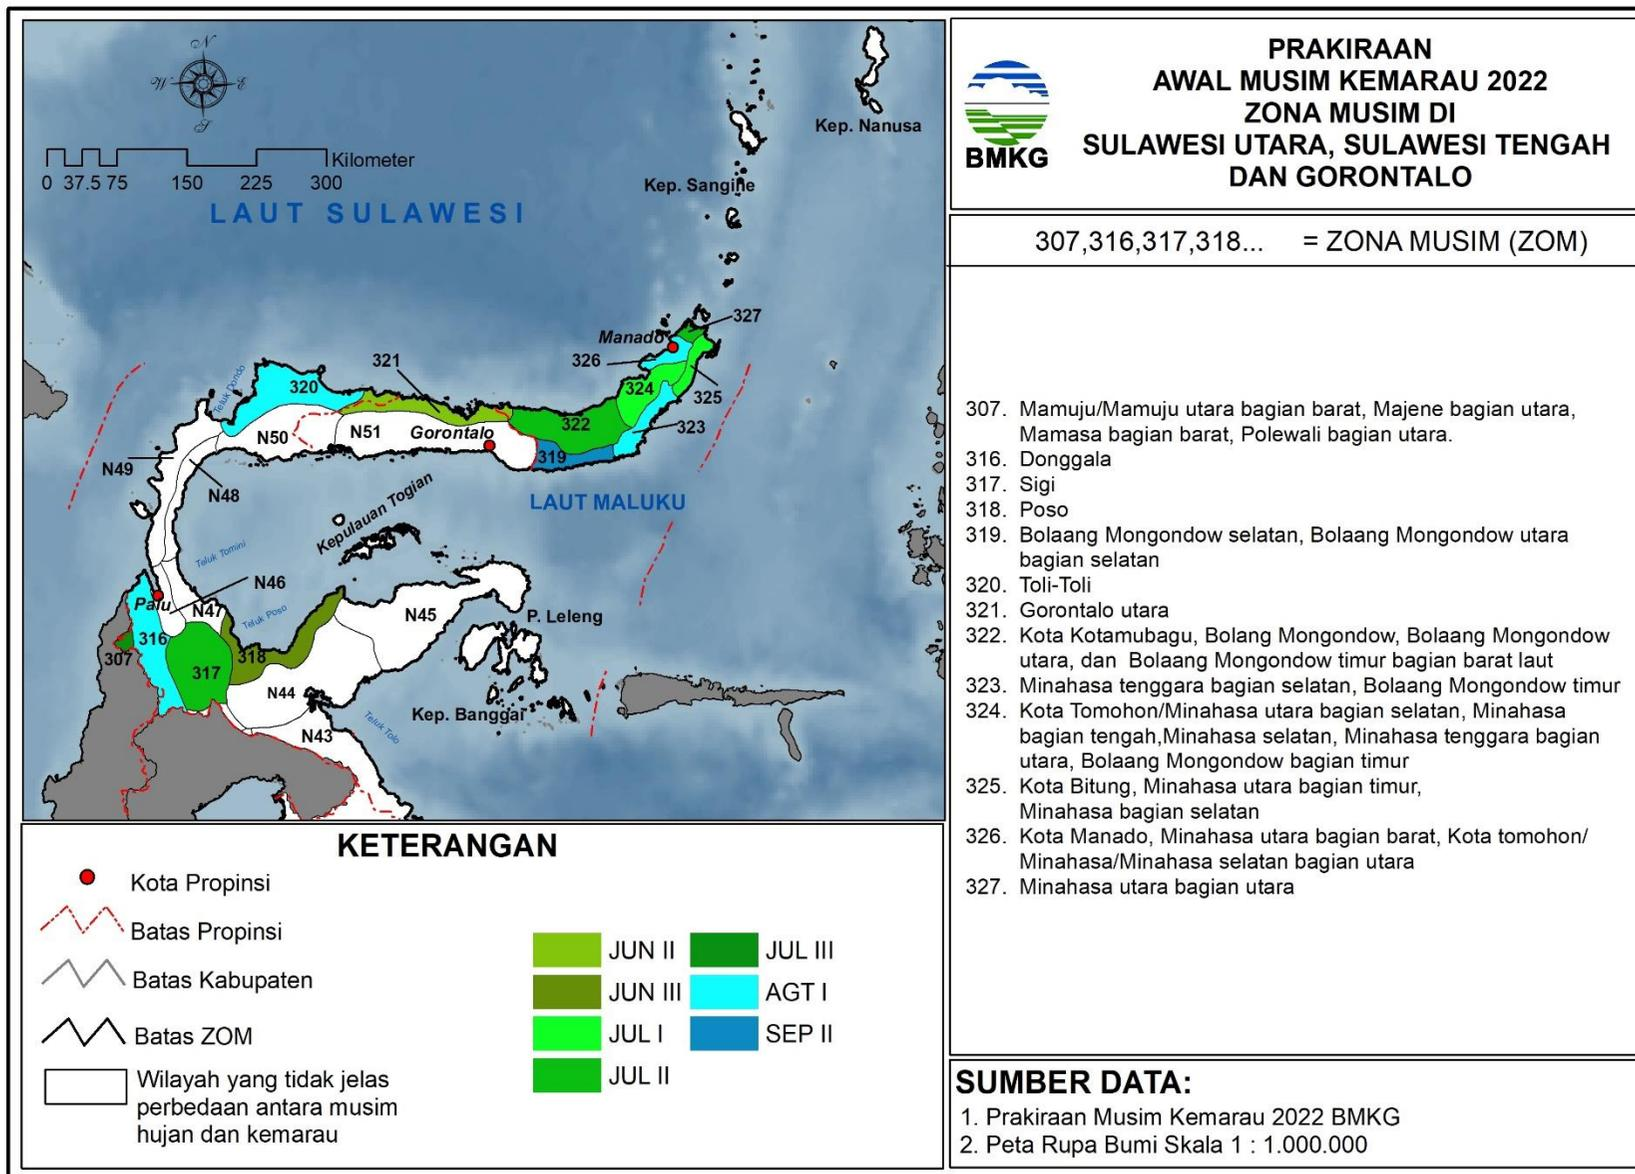 N
W
E
S
Kilometer
0 37.5 75 150 225 300
LAUT SULAWESI
Kep. Nanusa
Kep. Sangine
327
Manado
326
321
320
324
325
Teluk Dondo
322
323
N50
N51
Gorontalo
319
N49
N48
LAUT MALUKU
Kepulauan Togian
Teluk Tomini
N46
Palu
N47
Teluk Poso
N45
P. Leleng
316
307
318
317
N44
Kep. Banggai
Teluk Tolo
N43
BMKG
PRAKIRAAN
AWAL MUSIM KEMARAU 2022
ZONA MUSIM DI
SULAWESI UTARA, SULAWESI TENGAH
DAN GORONTALO
307,316,317,318... = ZONA MUSIM (ZOM)
307. Mamuju/Mamuju utara bagian barat, Majene bagian utara,
Mamasa bagian barat, Polewali bagian utara.
316. Donggala
317. Sigi
318. Poso
319. Bolaang Mongondow selatan, Bolaang Mongondow utara
bagian selatan
320. Toli-Toli
321. Gorontalo utara
322. Kota Kotamubagu, Bolang Mongondow, Bolaang Mongondow
utara, dan Bolaang Mongondow timur bagian barat laut
323. Minahasa tenggara bagian selatan, Bolaang Mongondow timur
324. Kota Tomohon/Minahasa utara bagian selatan, Minahasa
bagian tengah,Minahasa selatan, Minahasa tenggara bagian
utara, Bolaang Mongondow bagian timur
325. Kota Bitung, Minahasa utara bagian timur,
Minahasa bagian selatan
326. Kota Manado, Minahasa utara bagian barat, Kota tomohon/
Minahasa/Minahasa selatan bagian utara
327. Minahasa utara bagian utara
KETERANGAN
Kota Propinsi
Batas Propinsi
Batas Kabupaten
Batas ZOM
Wilayah yang tidak jelas
perbedaan antara musim
hujan dan kemarau
JUN II
JUN III
JUL I
JUL II
JUL III
AGT I
SEP II
SUMBER DATA:
1. Prakiraan Musim Kemarau 2022 BMKG
2. Peta Rupa Bumi Skala 1 : 1.000.000